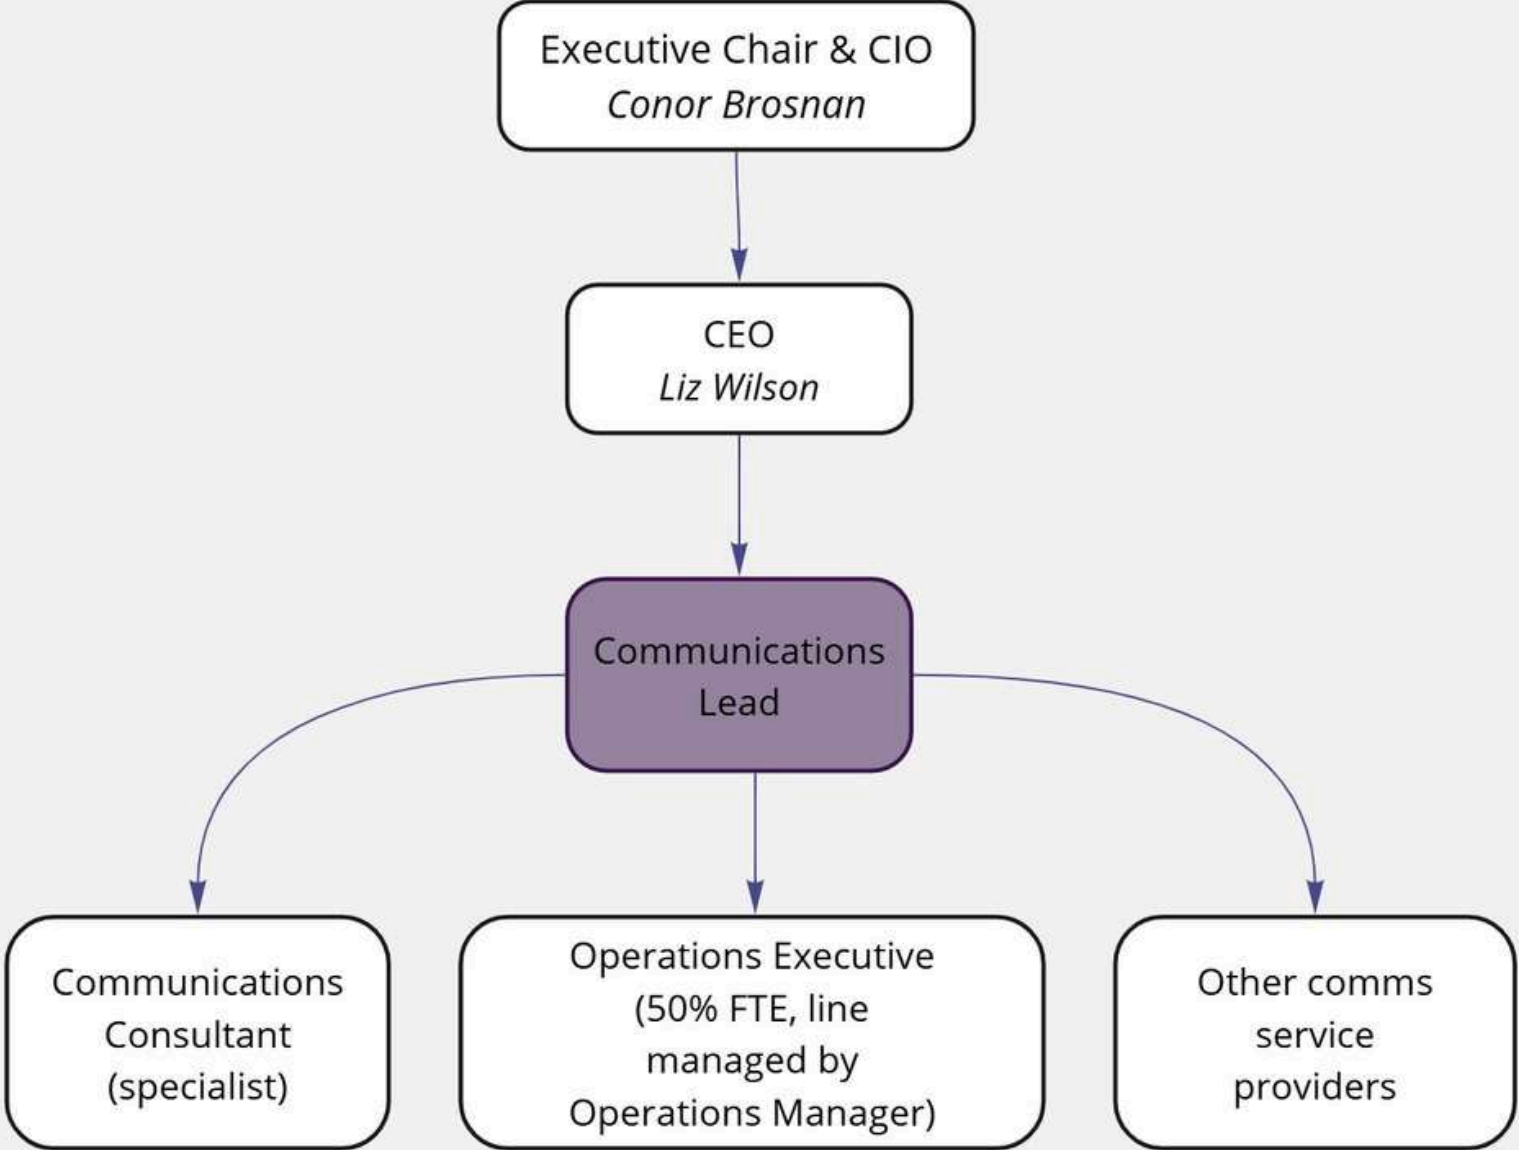 Executive Chair & CIO
Conor Brosnan
CEO
Liz Wilson
Communications
Lead
Communications
Consultant
(specialist)
Operations Executive
(50% FTE, line
managed by
Operations Manager)
Other comms
service
providers